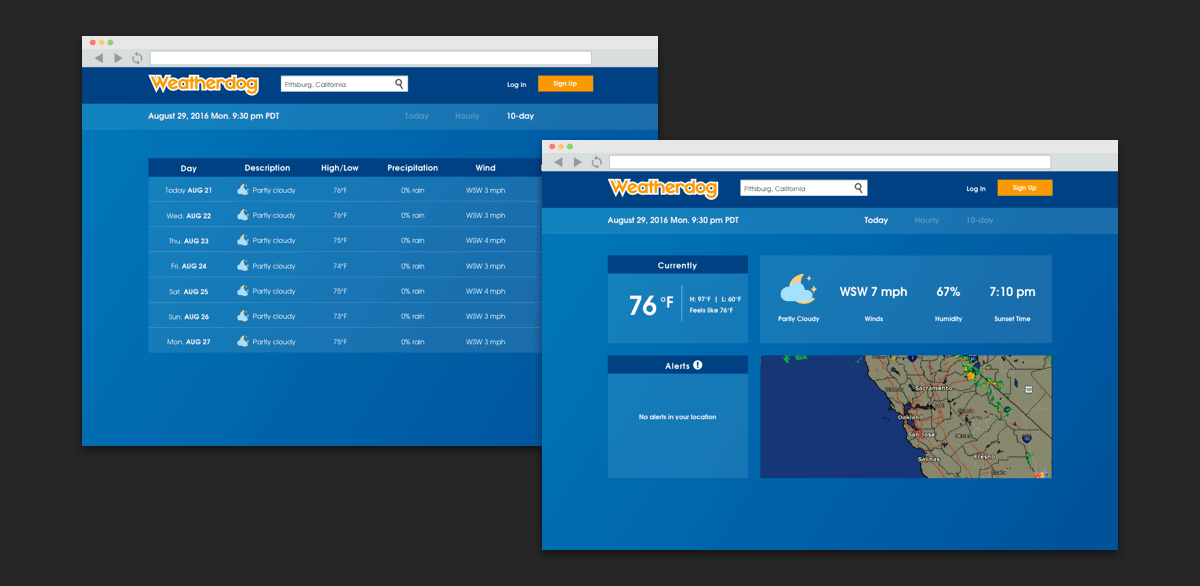 Weatherdog
Pittsburg, California
Log In
Sign Up
August 29, 2016 Mon. 9:30 pm PDT
Today
Hourly
10-day
Day Description High/Low Precipitation Wind
Today AUG 21 Partly cloudy 76°F 0% rain WSW 3 mph
Wed. AUG 22 Partly cloudy 76°F 0% rain WSW 3 mph
Thu. AUG 23 Partly cloudy 75°F 0% rain WSW 4 mph
Fri. AUG 24 Partly cloudy 74°F 0% rain WSW 3 mph
Sat. AUG 25 Partly cloudy 75°F 0% rain WSW 4 mph
Sun. AUG 26 Partly cloudy 73°F 0% rain WSW 3 mph
Mon. AUG 27 Partly cloudy 75°F 0% rain WSW 3 mph
Weatherdog
Pittsburg, California
Log In
Sign Up
August 29, 2016 Mon. 9:30 pm PDT
Today
Hourly
10-day
Currently
76 °F
H: 97°F | L: 60°F
Feels like 76°F
WSW 7 mph 67% 7:10 pm
Partly Cloudy Winds Humidity Sunset Time
Alerts
No alerts in your location
Sacramento
Oakland
San Jose
Fresno
Salinas